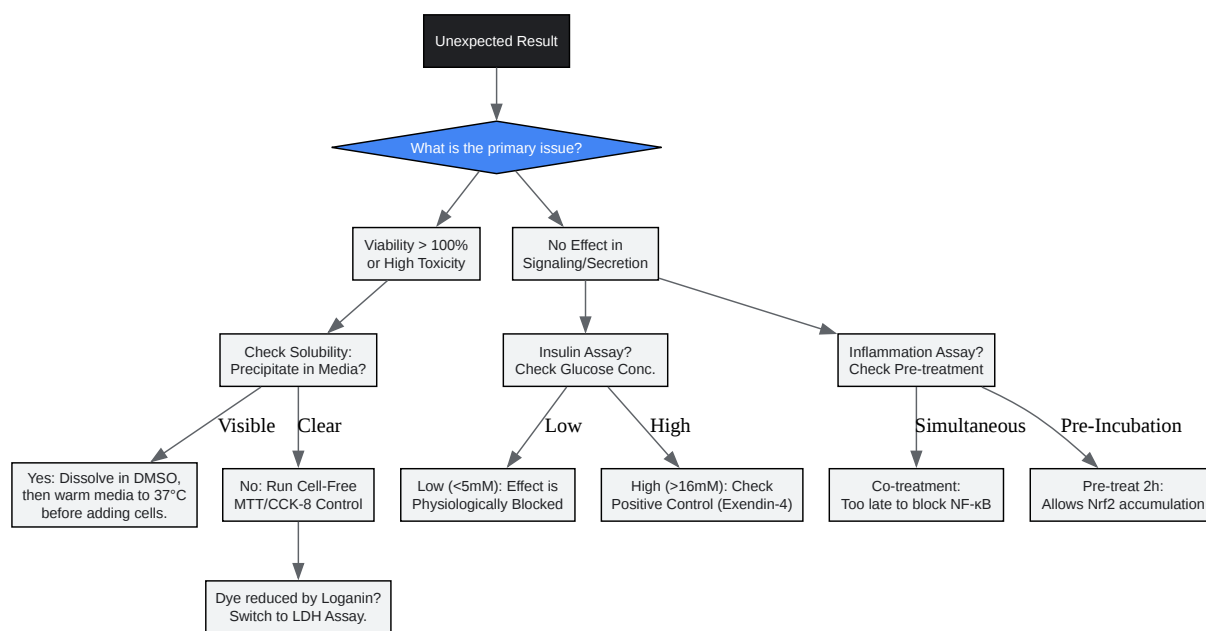 Unexpected Result
What is the primary issue?
Viability > 100%
or High Toxicity
No Effect in
Signaling/Secretion
Check Solubility:
Precipitate in Media?
Insulin Assay?
Check Glucose Conc.
Inflammation Assay?
Check Pre-treatment
Visible
Clear
Low
High
Simultaneous
Pre-Incubation
Yes: Dissolve in DMSO,
then warm media to 37°C
before adding cells.
No: Run Cell-Free
MTT/CCK-8 Control
Low (<5mM): Effect is
Physiologically Blocked
High (>16mM): Check
Positive Control (Exendin-4)
Co-treatment:
Too late to block NF-κB
Pre-treat 2h:
Allows Nrf2 accumulation
Dye reduced by Loganin?
Switch to LDH Assay.